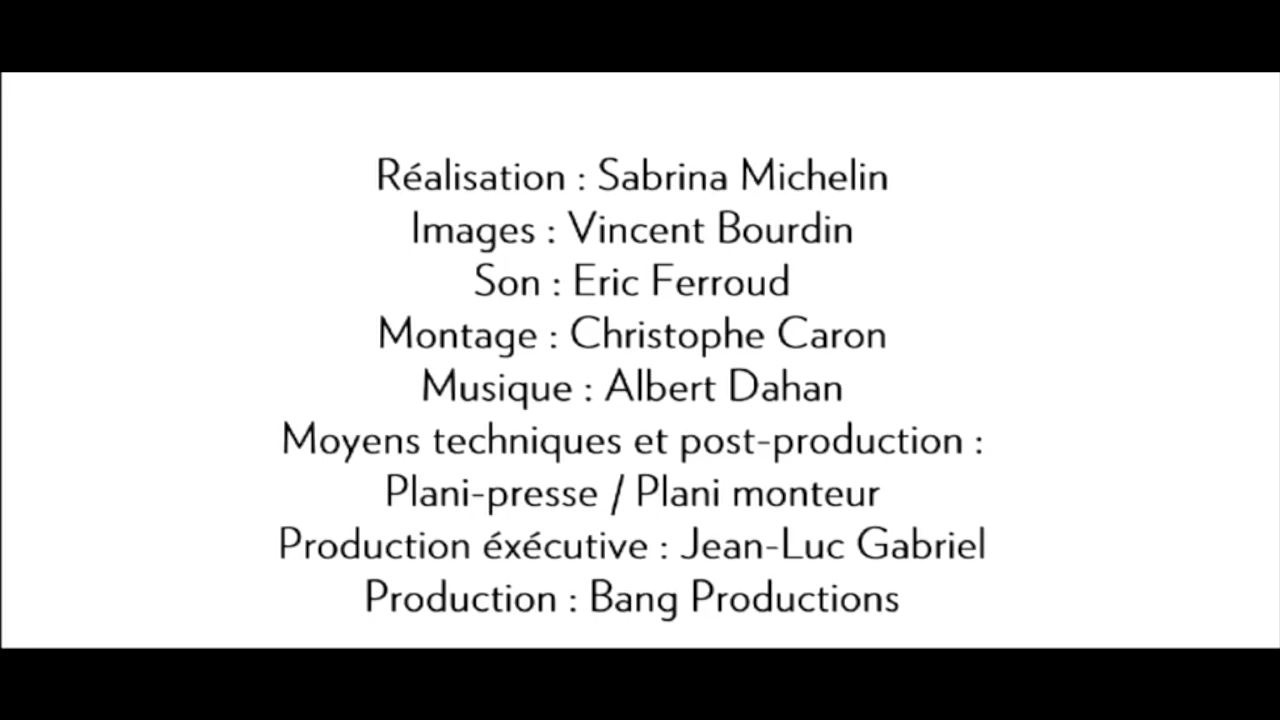 Réalisation : Sabrina Michelin
Images : Vincent Bourdin
Son : Eric Ferroud
Montage : Christophe Caron
Musique : Albert Dahan
Moyens techniques et post-production :
Plani-presse / Plani monteur
Production éxécutive : Jean-Luc Gabriel
Production : Bang Productions